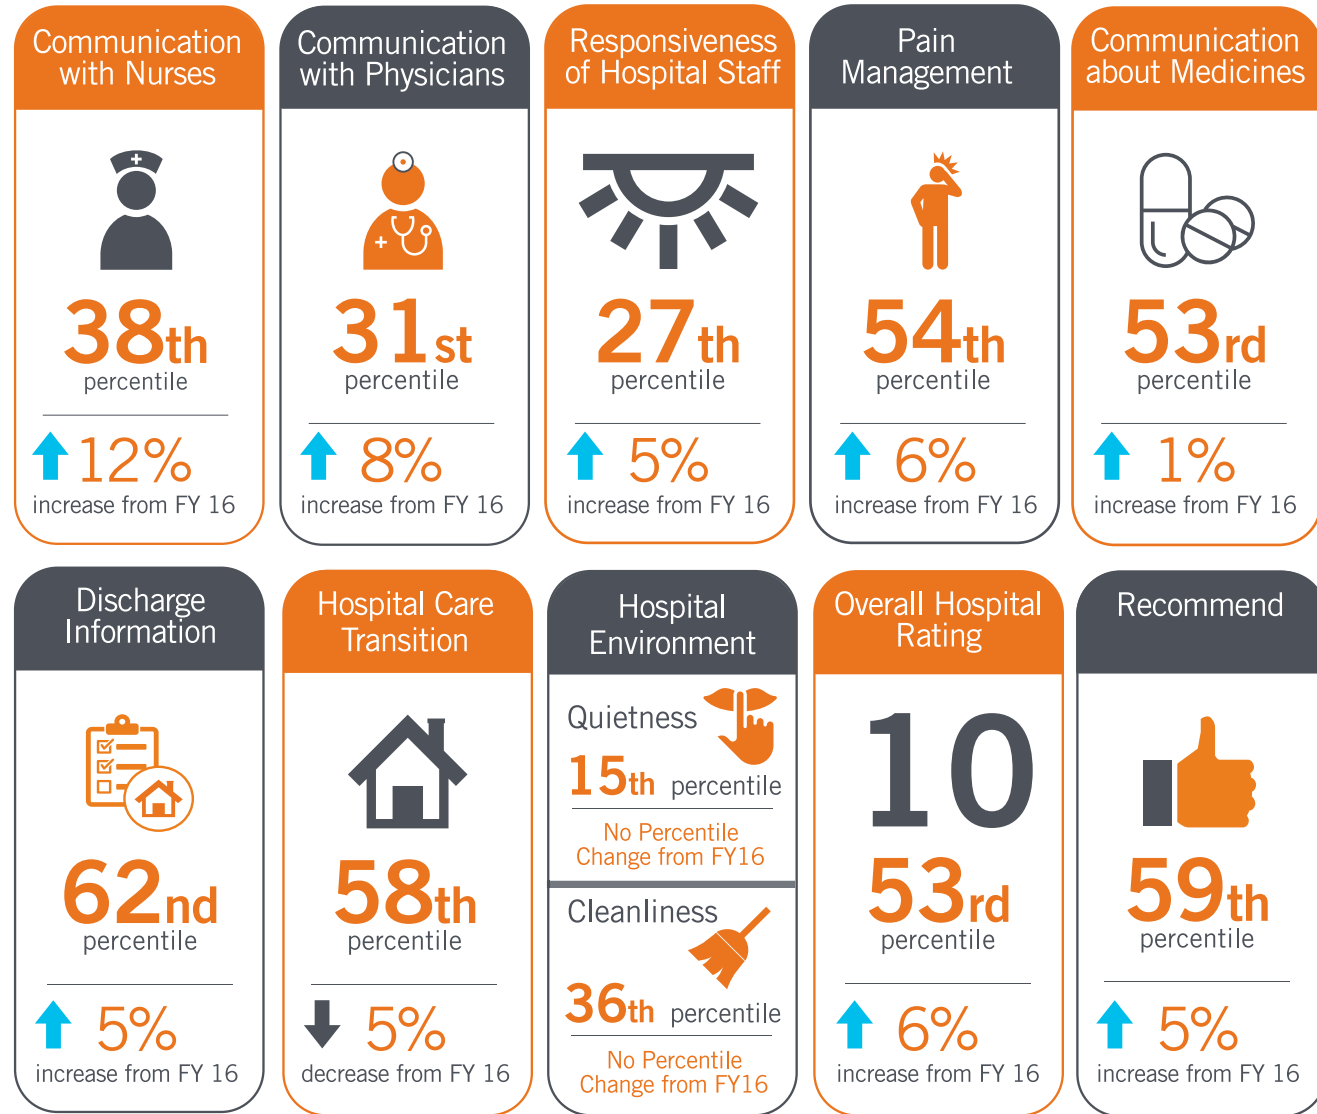 Communication
with Nurses
38th
percentile
12%
increase from FY 16
Communication
with Physicians
31st
percentile
8%
increase from FY 16
Responsiveness
of Hospital Staff
27th
percentile
5%
increase from FY 16
Pain
Management
54th
percentile
6%
increase from FY 16
Communication
about Medicines
53rd
percentile
1%
increase from FY 16
Discharge
Information
62nd
percentile
5%
increase from FY 16
Hospital Care
Transition
58th
percentile
5%
decrease from FY 16
Hospital
Environment
Quietness
15th percentile
No Percentile
Change from FY16
Cleanliness
36th percentile
No Percentile
Change from FY16
Overall Hospital
Rating
10
53rd
percentile
6%
increase from FY 16
Recommend
59th
percentile
5%
increase from FY 16